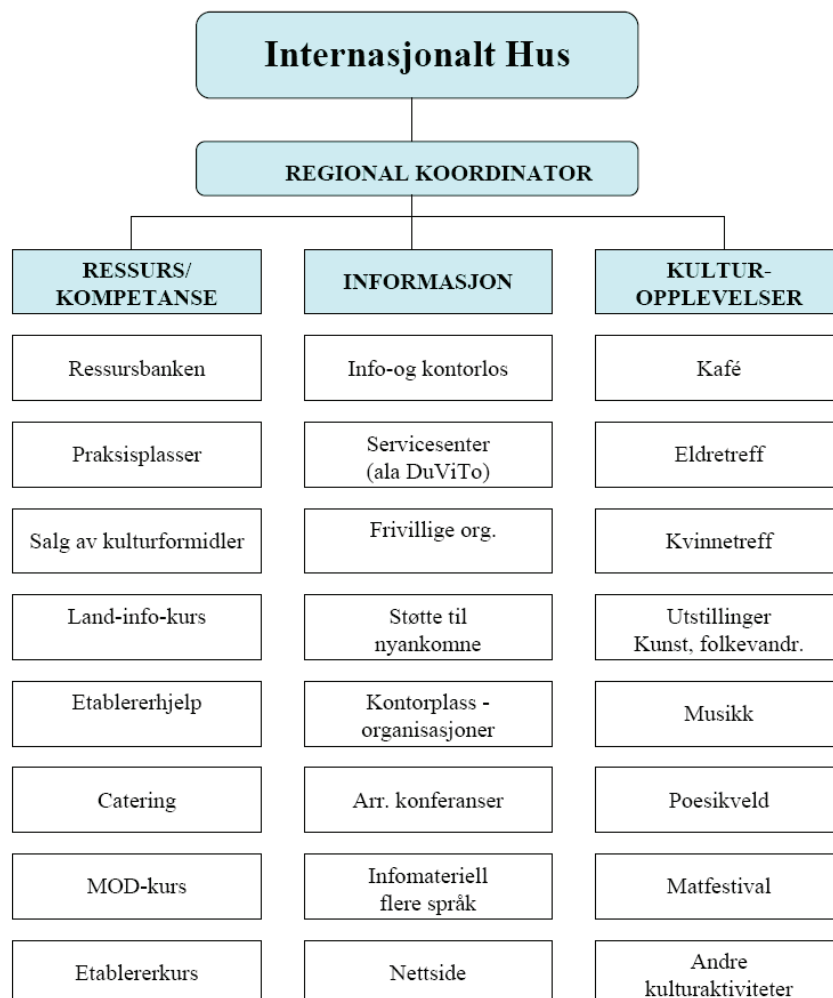 Internasjonalt Hus
REGIONAL KOORDINATOR
RESSURS/
KOMPETANSE
Ressursbanken
Praksisplasser
Salg av kulturformidler
Land-info-kurs
Etablererhjelp
Catering
MOD-kurs
Etablererkurs
INFORMASJON
Info-og kontorlos
Servicesenter
(ala DuViTo)
Frivillige org.
Støtte til
nyankomne
Kontorplass -
organisasjoner
Arr. konferanser
Infomateriell
flere språk
Nettside
KULTUR-
OPPLEVELSER
Kafé
Eldretreff
Kvinnetreff
Utstillinger
Kunst, folkevandr.
Musikk
Poesikveld
Matfestival
Andre
kulturaktiviteter